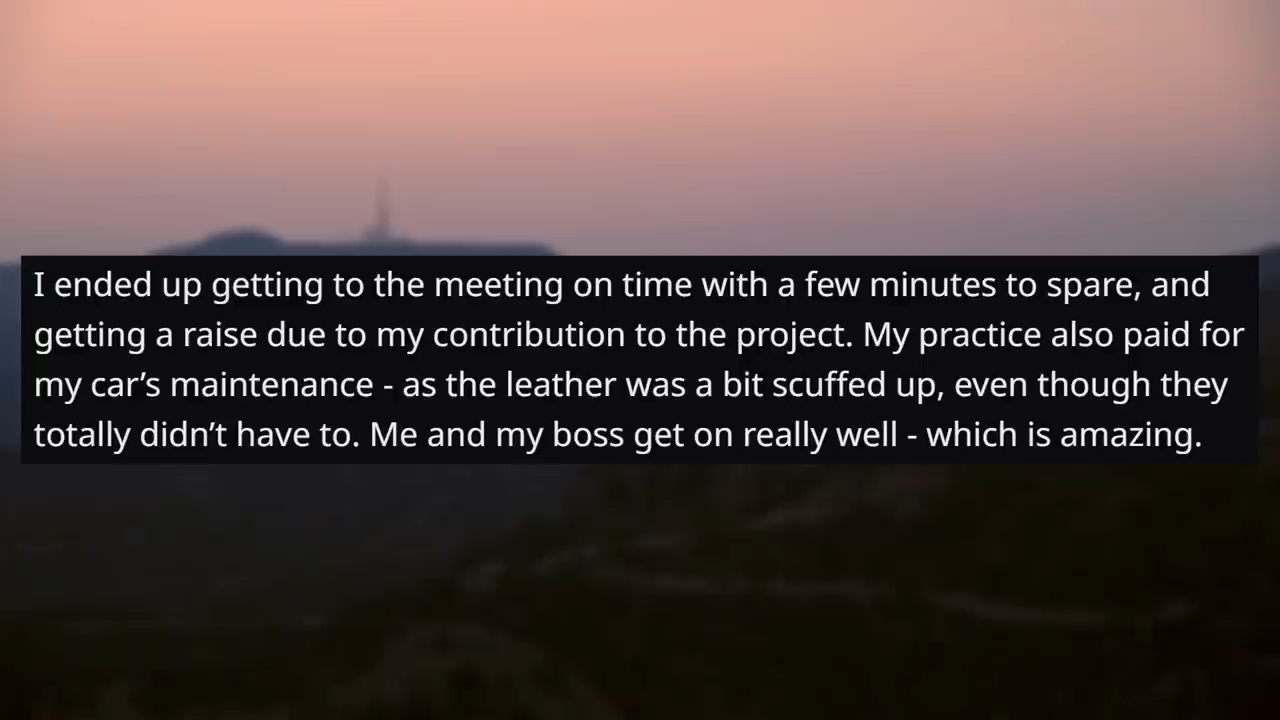 I ended up getting to the meeting on time with a few minutes to spare, and
getting a raise due to my contribution to the project. My practice also paid for
my car’s maintenance - as the leather was a bit scuffed up, even though they
totally didn’t have to. Me and my boss get on really well - which is amazing.